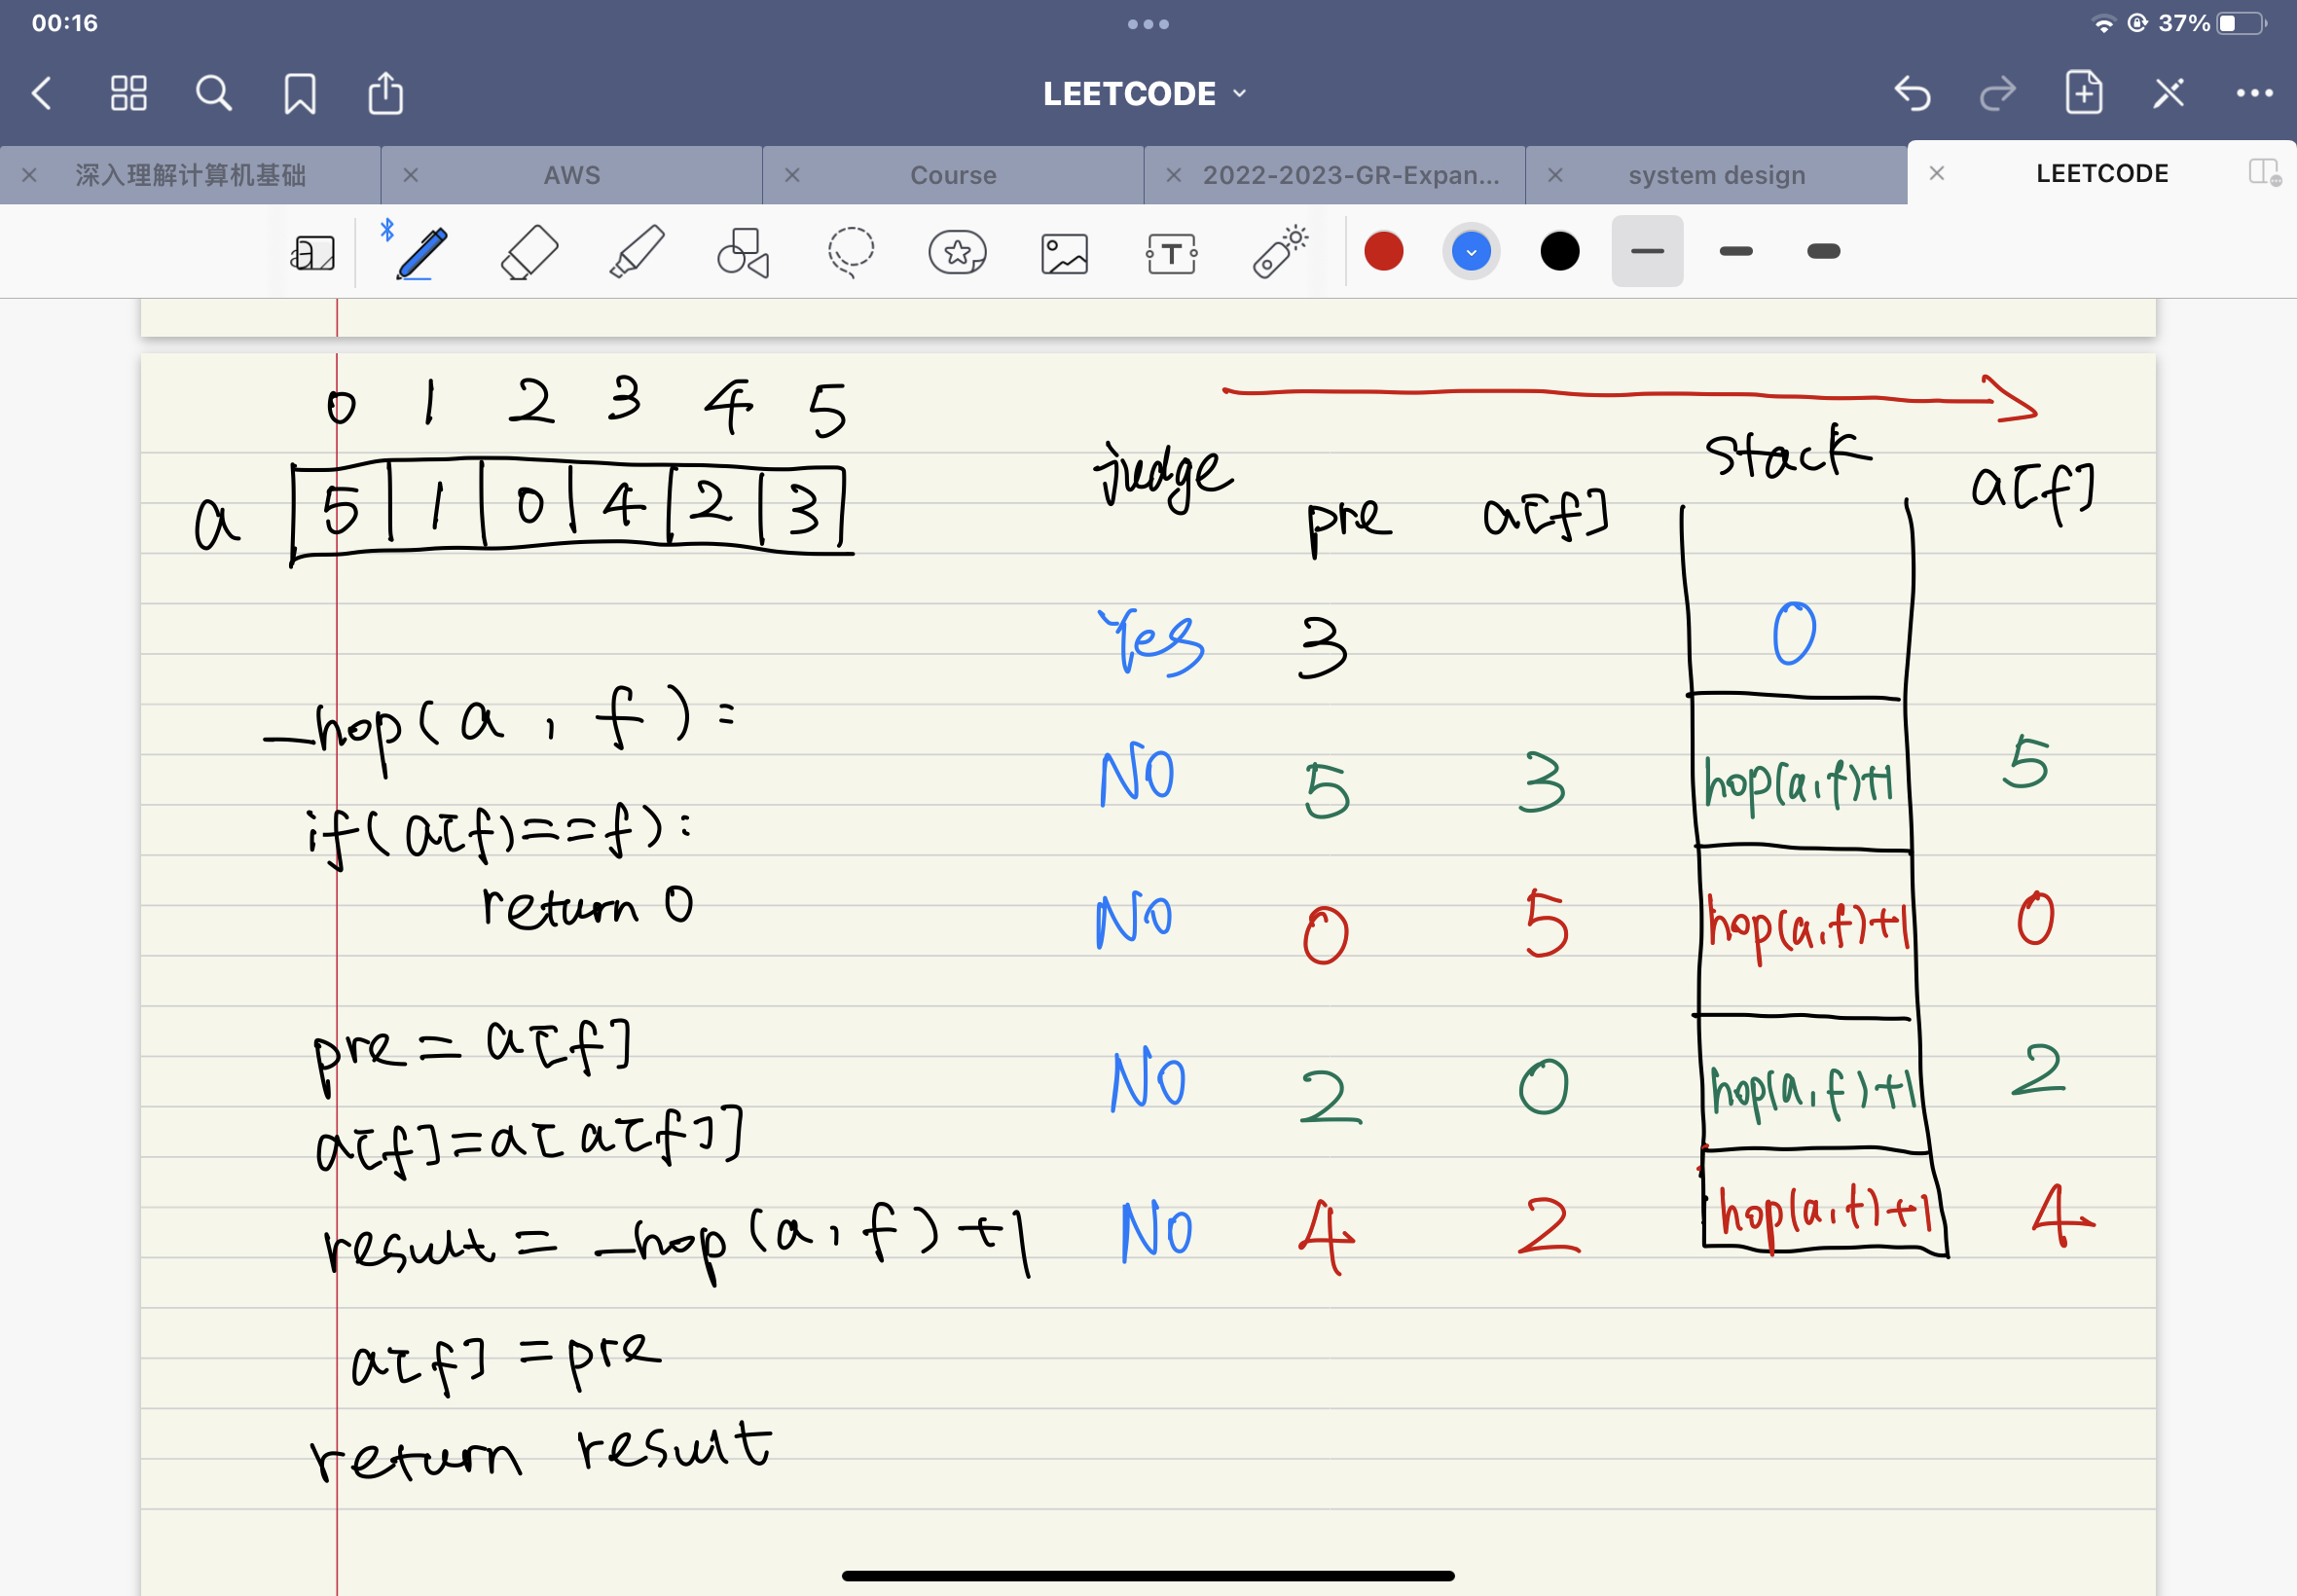 00:16
37%
LEETCODE
深入理解计算机基础
AWS
Course
2022-2023-GR-Expan...
system design
LEETCODE
a
T
0 1 2 3 4 5
a 5 1 0 4 2 3
judge pre a[f] stack a[f]
Yes 3 0
_hop(a, f):
No 5 3 hop(a,f)+1 5
if(a[f]==f):
return 0
No 0 5 hop(a,f)+1 0
pre = a[f]
No 2 0 hop(a,f)+1 2
a[f]=a[a[f]]
result = _hop(a,f)+1
No 4 2 hop(a,f)+1 4
a[f] = pre
return result